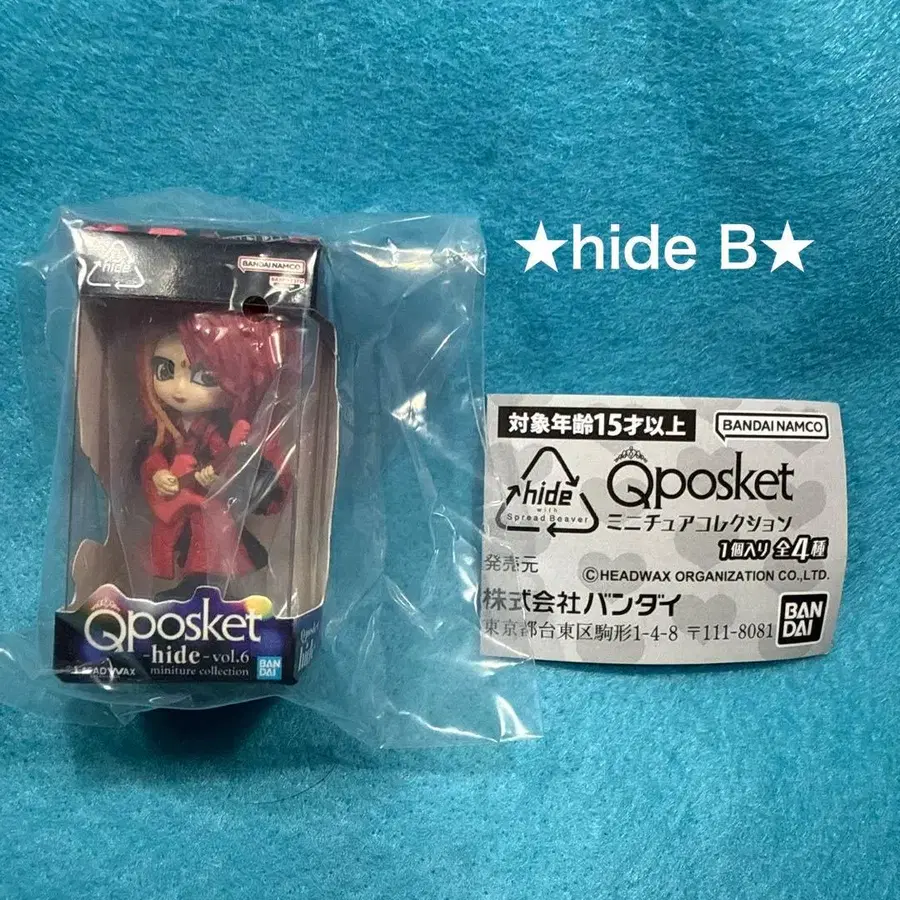 ★hide B★
hide
BANDAI NAMCO
Qposket
-hide-vol.6
miniture collection
HEADWAX
BAN
DAI
Qposket
hide
対象年齢15才以上
BANDAI NAMCO
hide
with
Spread Beaver
Qposket
ミニチュアコレクション
1個入り 全4種
発売元
©HEADWAX ORGANIZATION CO.,LTD.
株式会社バンダイ
東京都台東区駒形1-4-8 〒111-8081
BAN
DAI